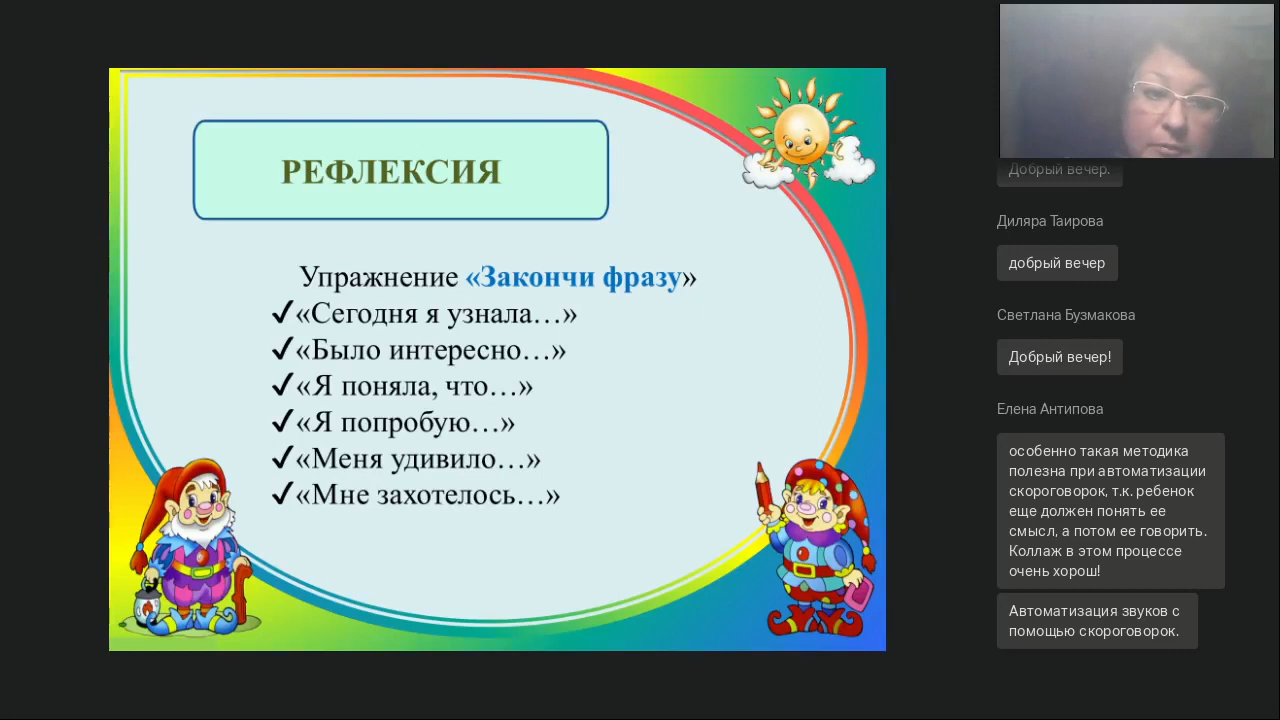 РЕФЛЕКСИЯ
Упражнение «Закончи фразу»
✓«Сегодня я узнала…»
✓«Было интересно…»
✓«Я поняла, что…»
✓«Я попробую…»
✓«Меня удивило…»
✓«Мне захотелось…»
Добрый вечер.
Диляра Таирова
добрый вечер
Светлана Бузмакова
Добрый вечер!
Елена Антипова
особенно такая методика
полезна при автоматизации
скороговорок, т.к. ребенок
еще должен понять ее
смысл, а потом ее говорить.
Коллаж в этом процессе
очень хорош!
Автоматизация звуков с
помощью скороговорок.